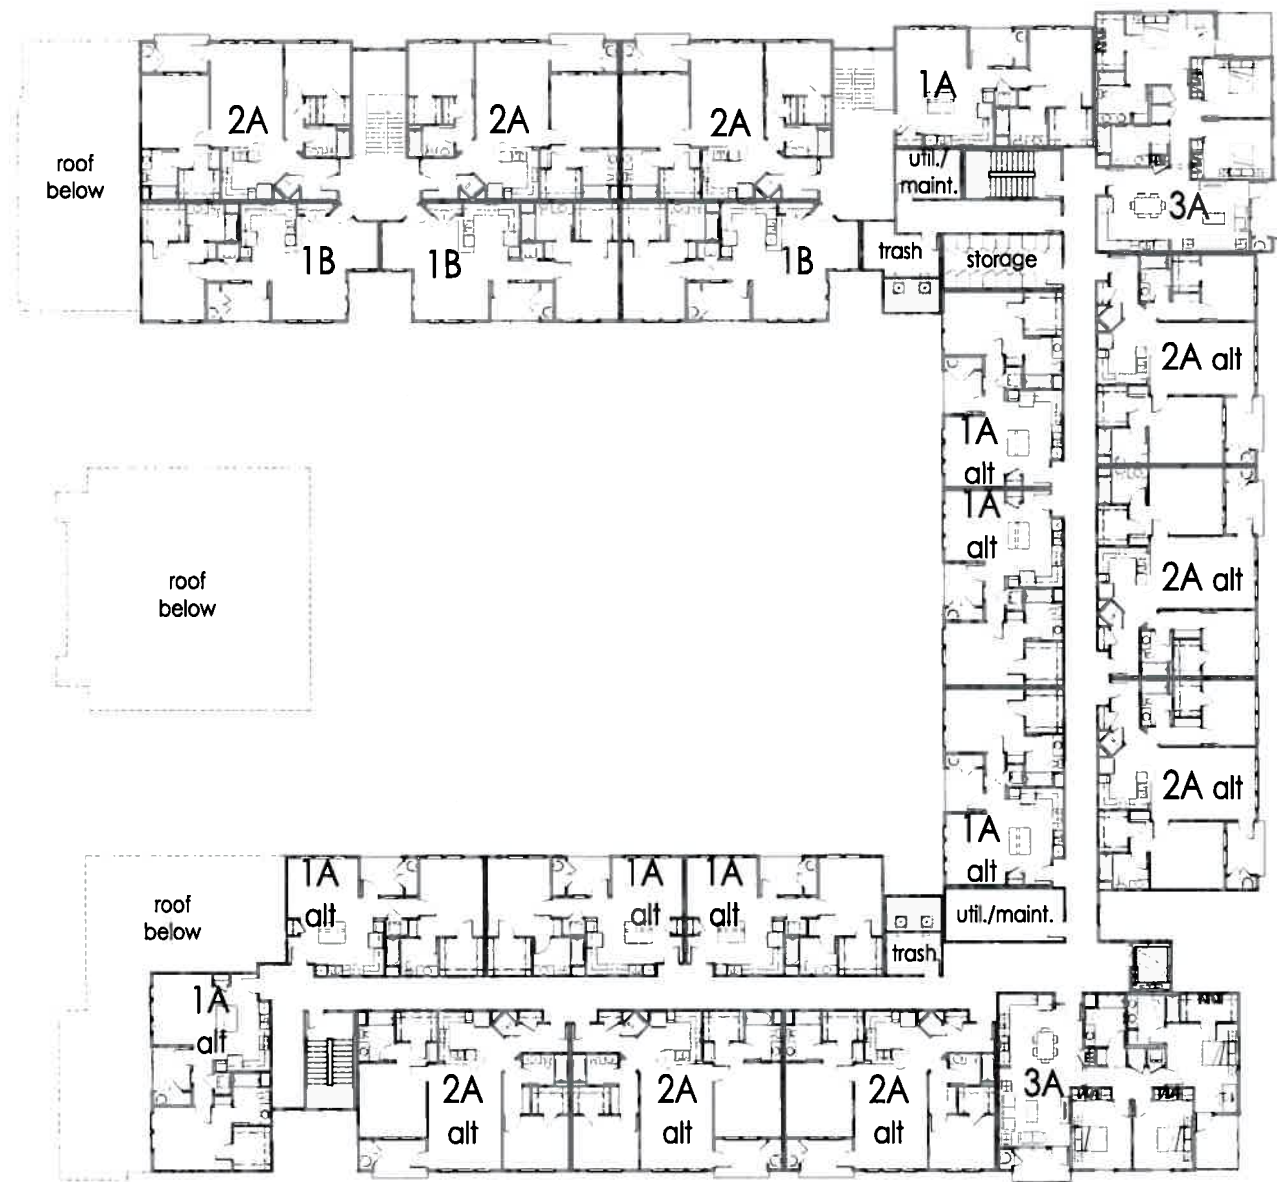 2A
2A
2A
1A
roof
below
util./
maint.
3A
1B
1B
1B
trash
storage
2A alt
1A
alt
1A
alt
2A alt
roof
below
2A alt
1A
alt
1A
alt
1A
alt
1A
alt
roof
below
util./maint.
trash
1A
alt
2A
alt
2A
alt
2A
alt
3A